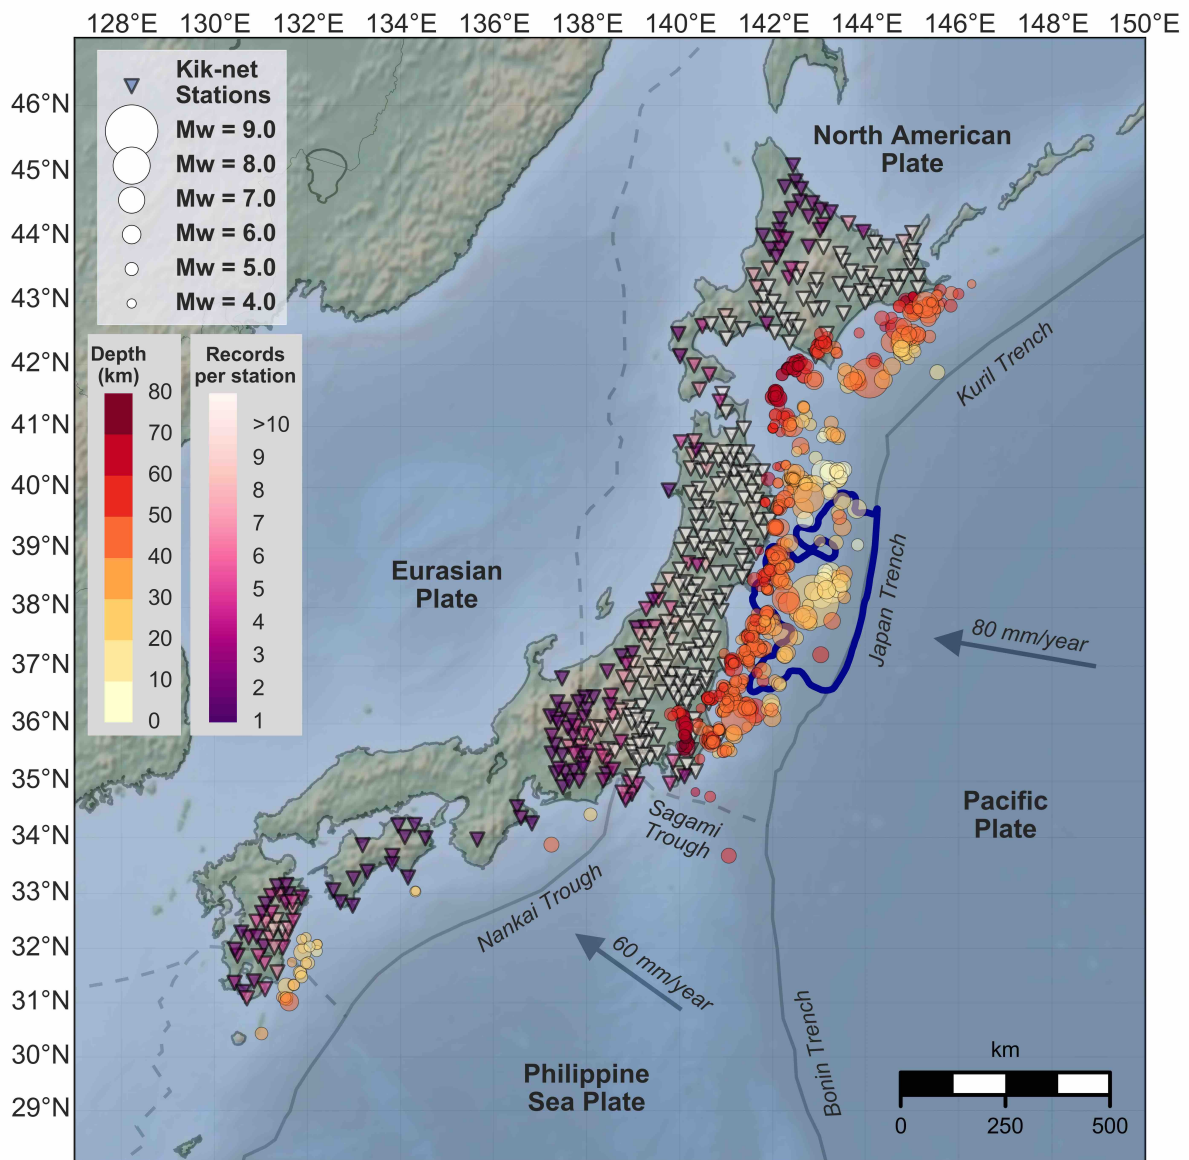 128°E 130°E 132°E 134°E 136°E 138°E 140°E 142°E 144°E 146°E 148°E 150°E
46°N
45°N
44°N
43°N
42°N
41°N
40°N
39°N
38°N
37°N
36°N
35°N
34°N
33°N
32°N
31°N
30°N
29°N
Kik-net
Stations
Mw = 9.0
Mw = 8.0
Mw = 7.0
Mw = 6.0
Mw = 5.0
Mw = 4.0
Depth
(km)
80
70
60
50
40
30
20
10
0
Records
per station
>10
9
8
7
6
5
4
3
2
1
North American
Plate
Kuril Trench
Eurasian
Plate
Japan Trench
80 mm/year
Pacific
Plate
Sagami
Trough
Nankai Trough
60 mm/year
Philippine
Sea Plate
Bonin Trench
km
0 250 500